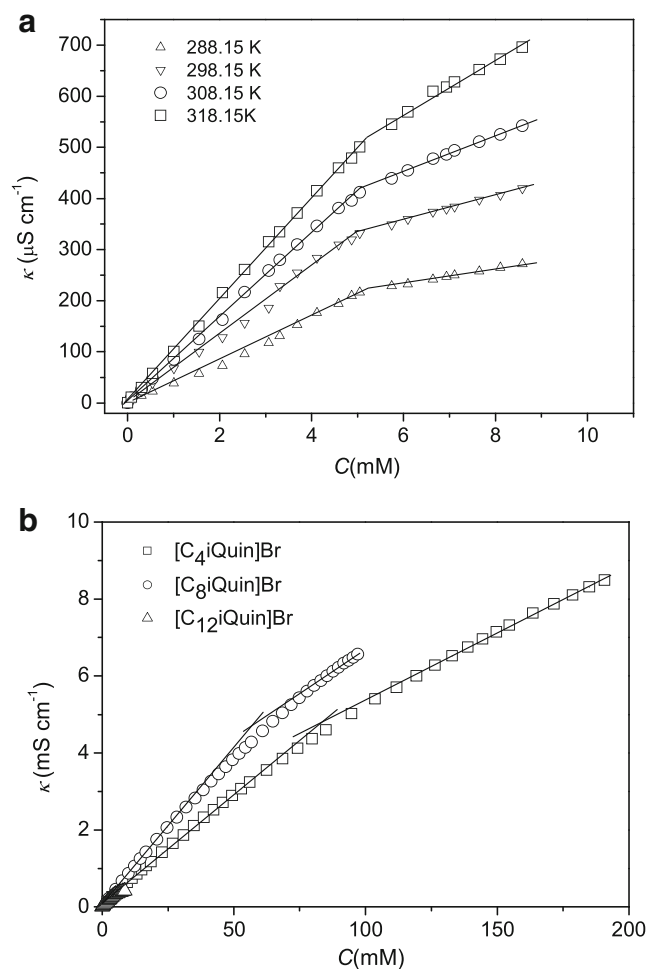 a
700
600
500
400
300
200
100
0
κ (μS cm⁻¹)
△ 288.15 K
▽ 298.15 K
○ 308.15 K
□ 318.15K
0 2 4 6 8 10
C(mM)
b
10
8
6
4
2
0
κ (mS cm⁻¹)
□ [C₄iQuin]Br
○ [C₈iQuin]Br
△ [C₁₂iQuin]Br
0 50 100 150 200
C(mM)